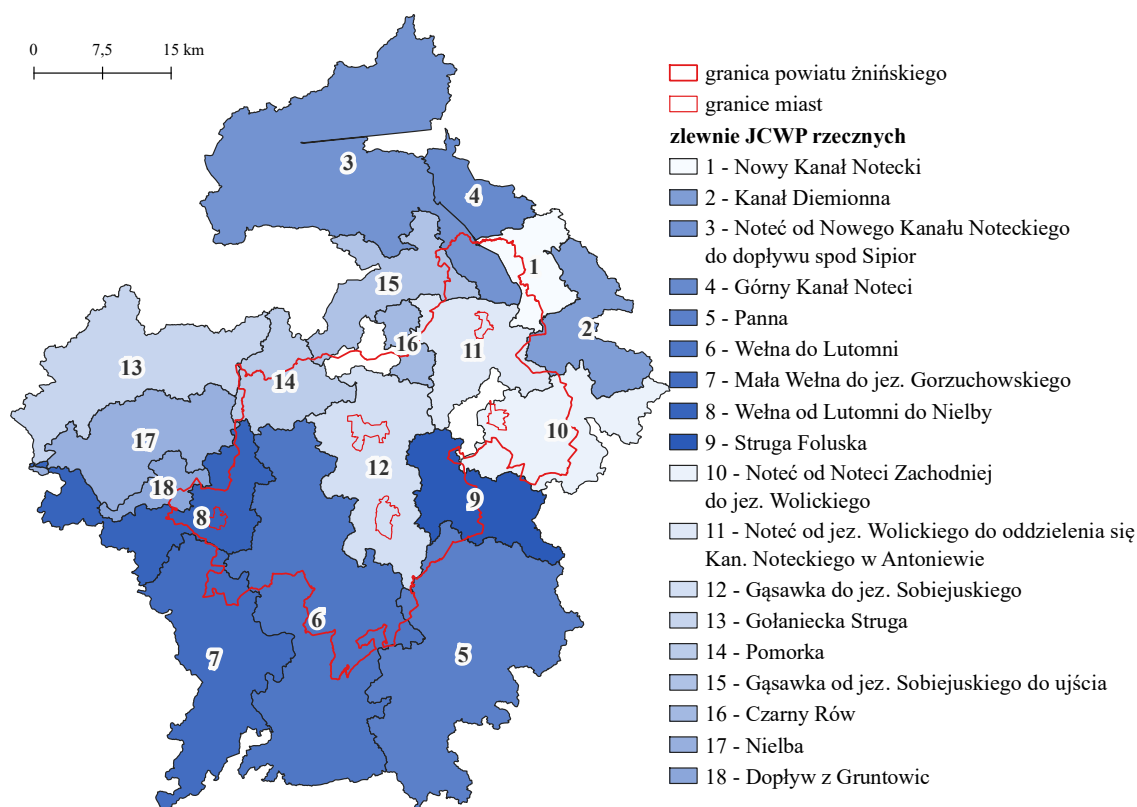 0 7,5 15 km
granica powiatu żnińskiego
granice miast
zlewnie JCWP rzecznych
1 - Nowy Kanał Notecki
2 - Kanał Diemionna
3 - Noteć od Nowego Kanału Noteckiego
do dopływu spod Sipior
4 - Górny Kanał Noteci
5 - Panna
6 - Wełna do Lutomni
7 - Mała Wełna do jez. Gorzuchowskiego
8 - Wełna od Lutomni do Nielby
9 - Struga Foluska
10 - Noteć od Noteci Zachodniej
do jez. Wolickiego
11 - Noteć od jez. Wolickiego do oddzielenia się
Kan. Noteckiego w Antoniewie
12 - Gąsawka do jez. Sobiejuskiego
13 - Gołaniecka Struga
14 - Pomorka
15 - Gąsawka od jez. Sobiejuskiego do ujścia
16 - Czarny Rów
17 - Nielba
18 - Dopływ z Gruntowic
3
4
1
15
2
16
11
13
14
10
17
12
18
9
8
6
7
5